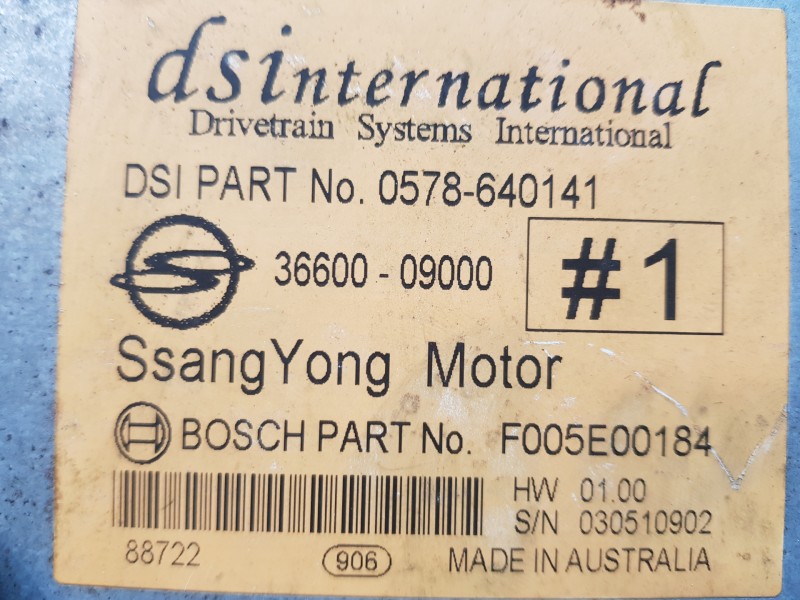 dsinternational
Drivetrain Systems International
DSI PART No. 0578-640141
36600 - 09000
#1
SsangYong Motor
BOSCH PART No. F005E00184
HW 01.00
S/N 030510902
88722
906
MADE IN AUSTRALIA